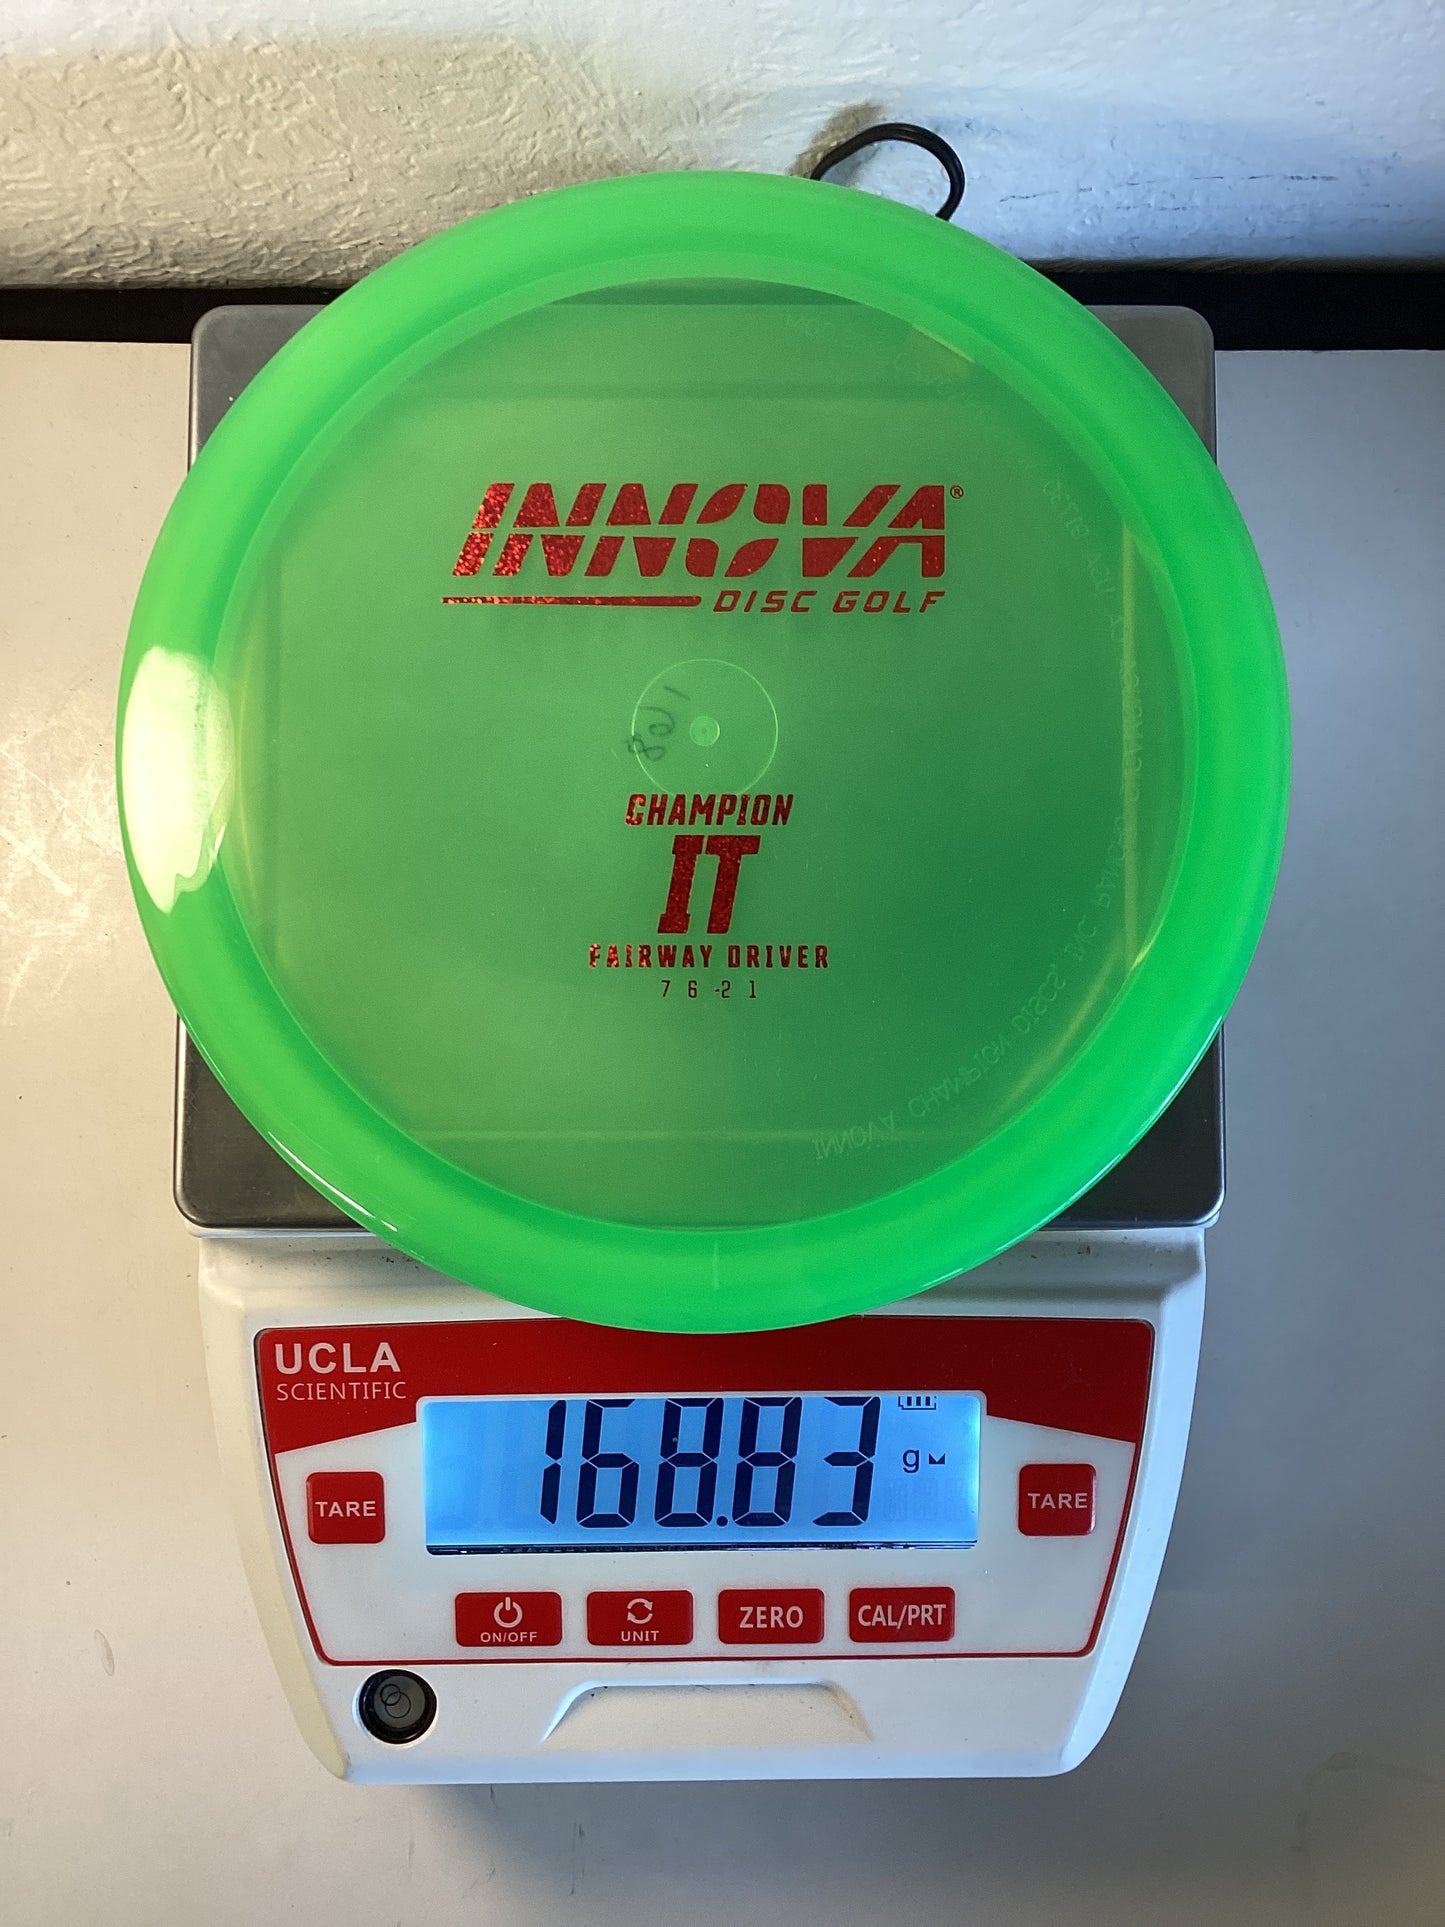 INNOVA®
DISC GOLF
168
CHAMPION
IT
FAIRWAY DRIVER
7 6 -2 1
INNOVA CHAMPION DISCS, INC
UCLA
SCIENTIFIC
168.83 g
TARE
TARE
ON/OFF
UNIT
ZERO
CAL/PRT